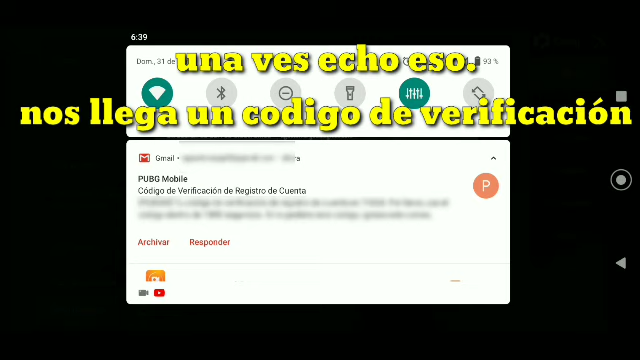 6:39
Dom., 31 de
93 %
una ves echo eso.
nos llega un codigo de verificación
Gmail •
ra
PUBG Mobile
Código de Verificación de Registro de Cuenta
P
Archivar Responder